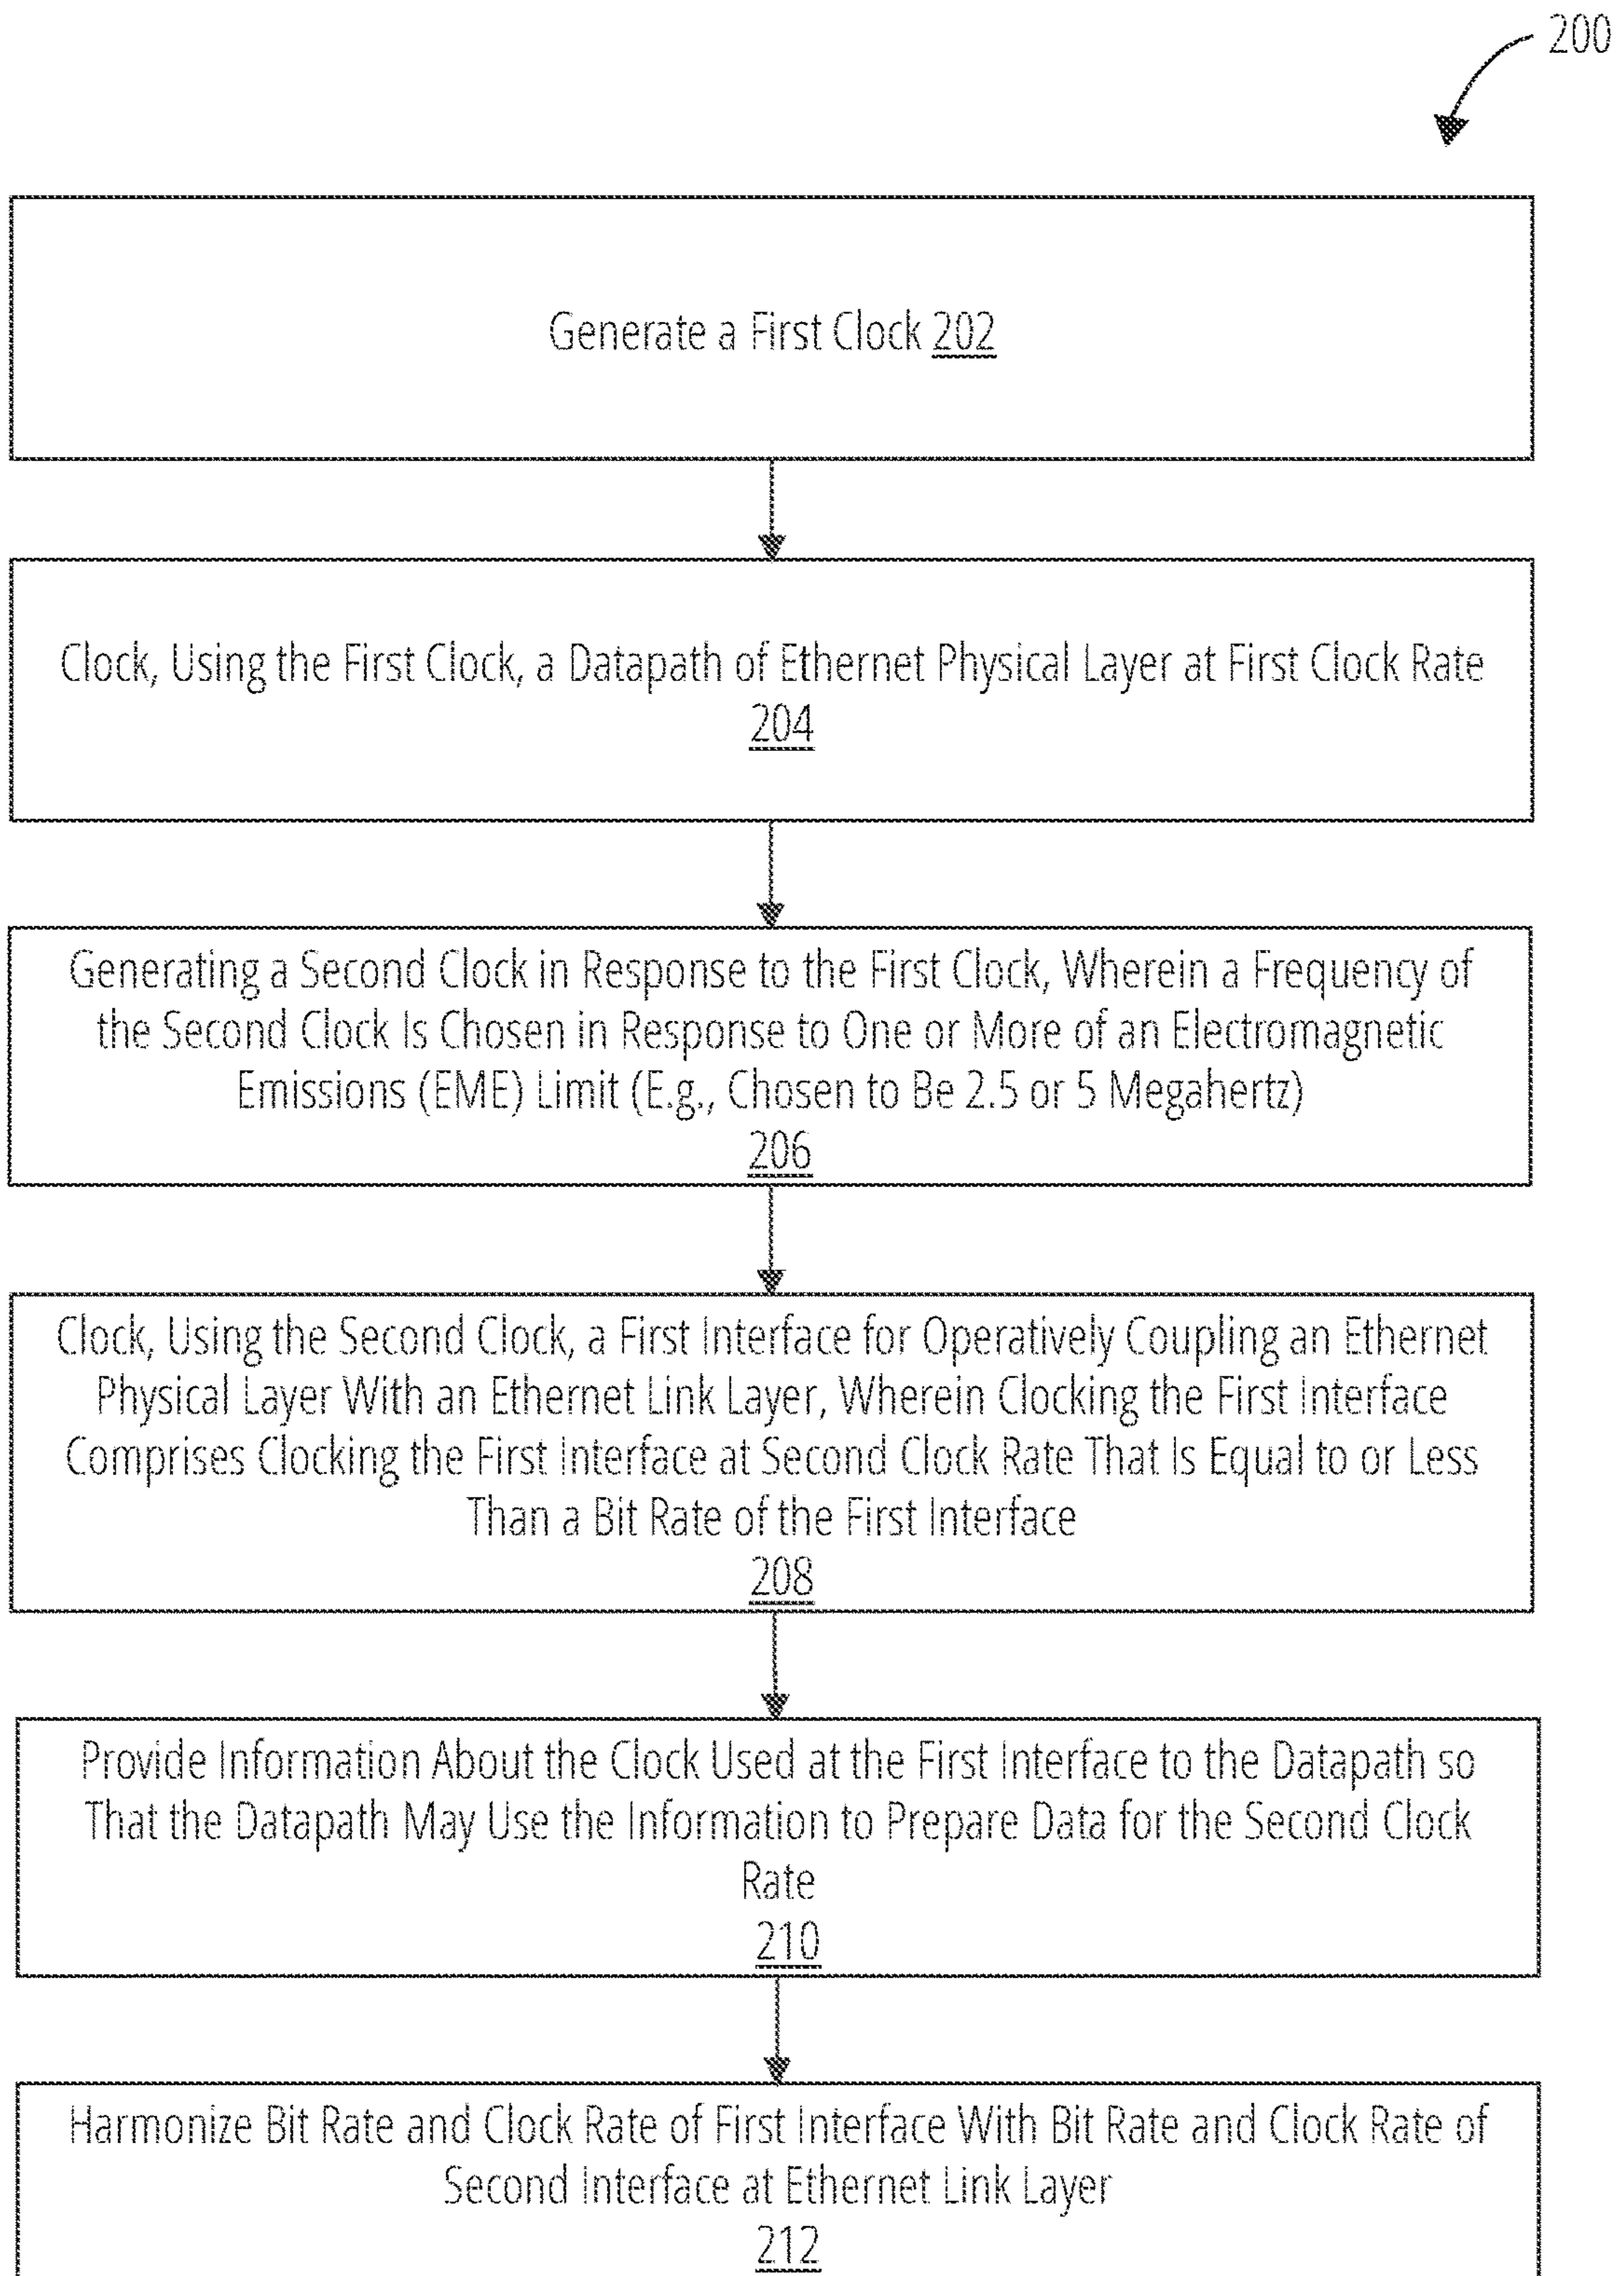 200
Generate a First Clock 202
Clock, Using the First Clock, a Datapath of Ethernet Physical Layer at First Clock Rate
204
Generating a Second Clock in Response to the First Clock, Wherein a Frequency of
the Second Clock Is Chosen in Response to One or More of an Electromagnetic
Emissions (EME) Limit (E.g., Chosen to Be 2.5 or 5 Megahertz)
206
Clock, Using the Second Clock, a First Interface for Operatively Coupling an Ethernet
Physical Layer With an Ethernet Link Layer, Wherein Clocking the First Interface
Comprises Clocking the First Interface at Second Clock Rate That Is Equal to or Less
Than a Bit Rate of the First Interface
208
Provide Information About the Clock Used at the First Interface to the Datapath so
That the Datapath May Use the Information to Prepare Data for the Second Clock
Rate
210
Harmonize Bit Rate and Clock Rate of First Interface With Bit Rate and Clock Rate of
Second Interface at Ethernet Link Layer
212